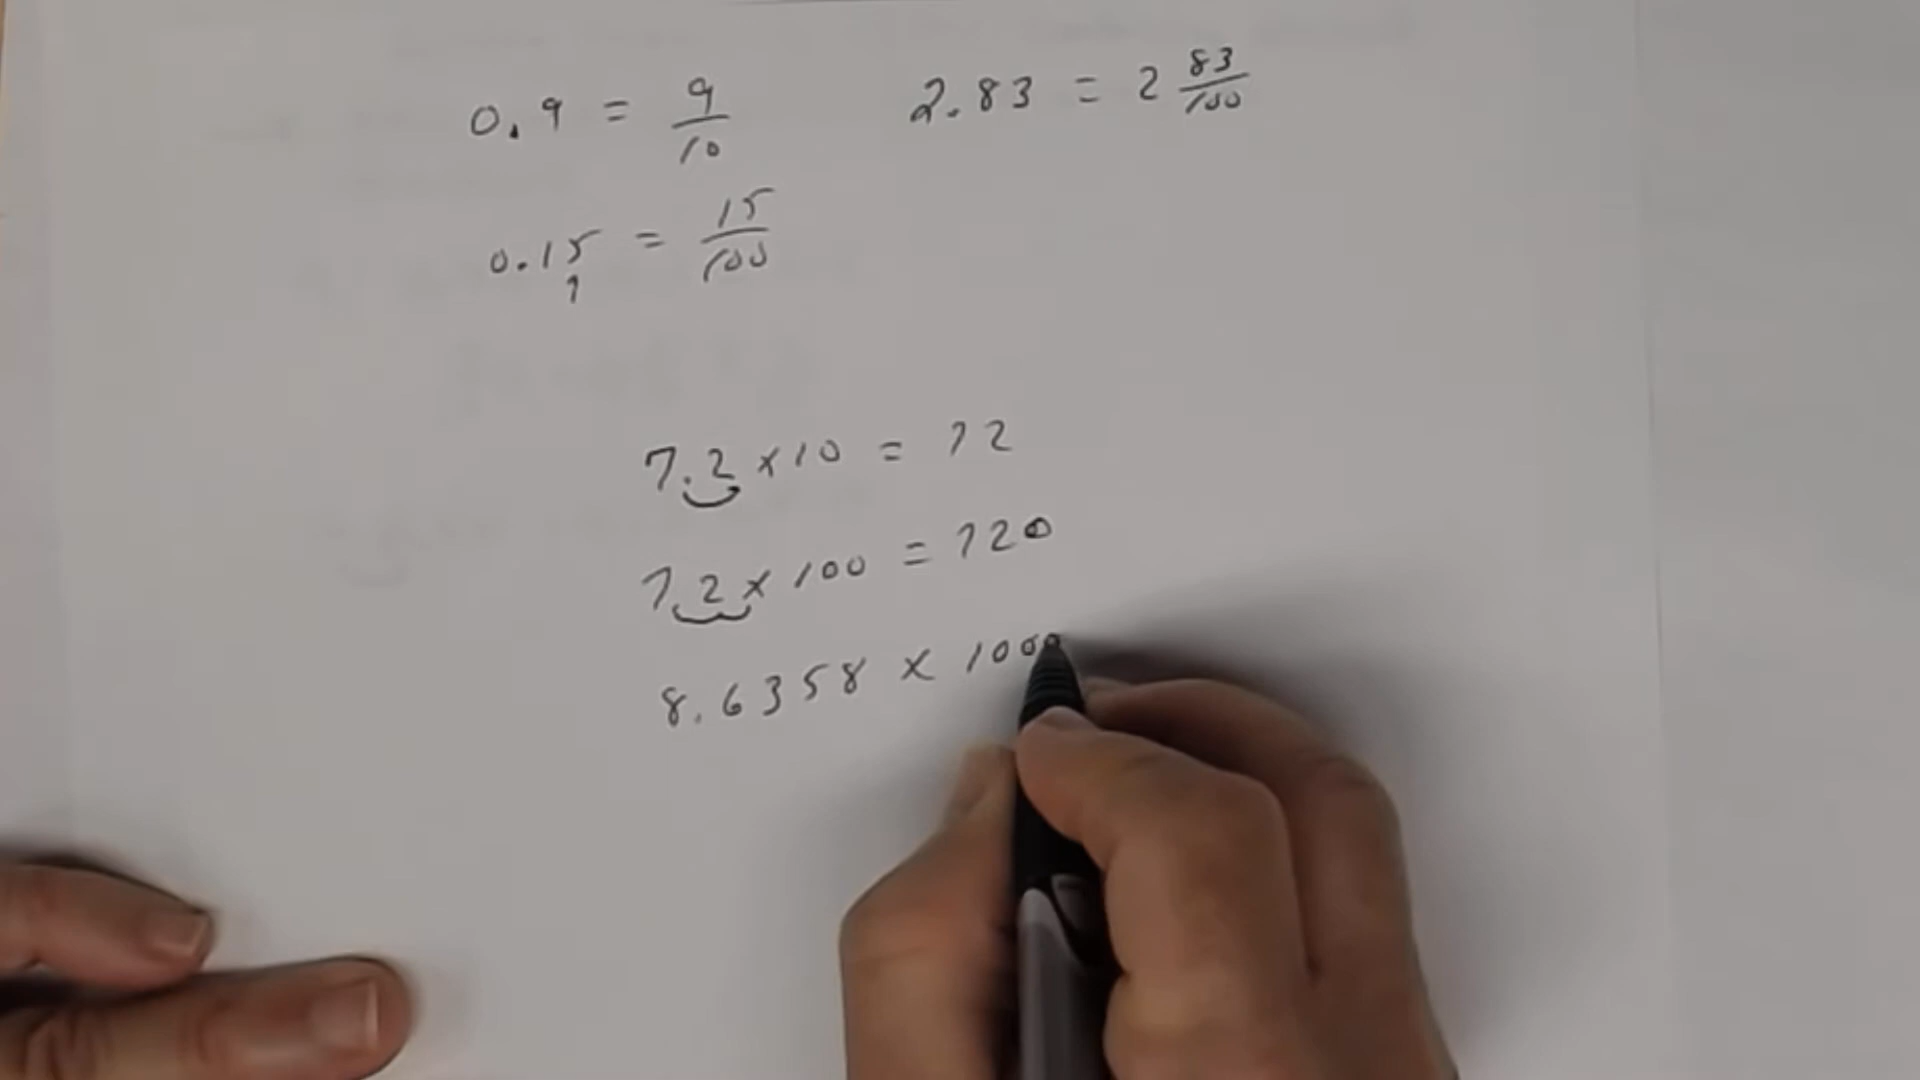 0.9 = 9/10
2.83 = 2 83/100
0.15 = 15/100
7.2 x 10 = 72
7.2 x 100 = 720
8.6358 x 1000